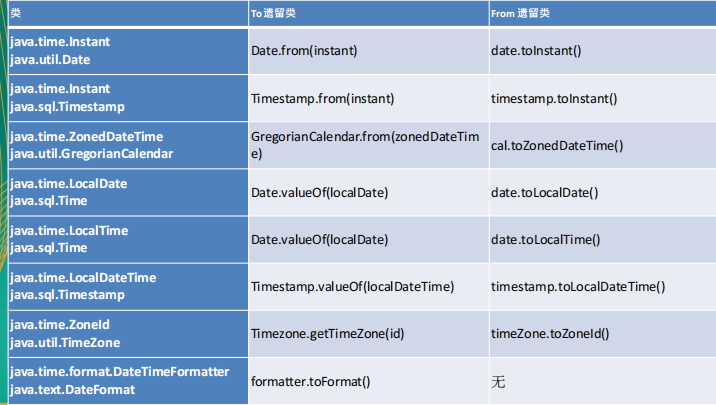 类 To 遗留类 From 遗留类
java.time.Instant
java.util.Date
Date.from(instant) date.toInstant()
java.time.Instant
java.sql.Timestamp
Timestamp.from(instant) timestamp.toInstant()
java.time.ZonedDateTime
java.util.GregorianCalendar
GregorianCalendar.from(zonedDateTim
e)
cal.toZonedDateTime()
java.time.LocalDate
java.sql.Time
Date.valueOf(localDate) date.toLocalDate()
java.time.LocalTime
java.sql.Time
Date.valueOf(localDate) date.toLocalTime()
java.time.LocalDateTime
java.sql.Timestamp
Timestamp.valueOf(localDateTime) timestamp.toLocalDateTime()
java.time.ZoneId
java.util.TimeZone
Timezone.getTimeZone(id) timeZone.toZoneId()
java.time.format.DateTimeFormatter
java.text.DateFormat
formatter.toFormat() 无